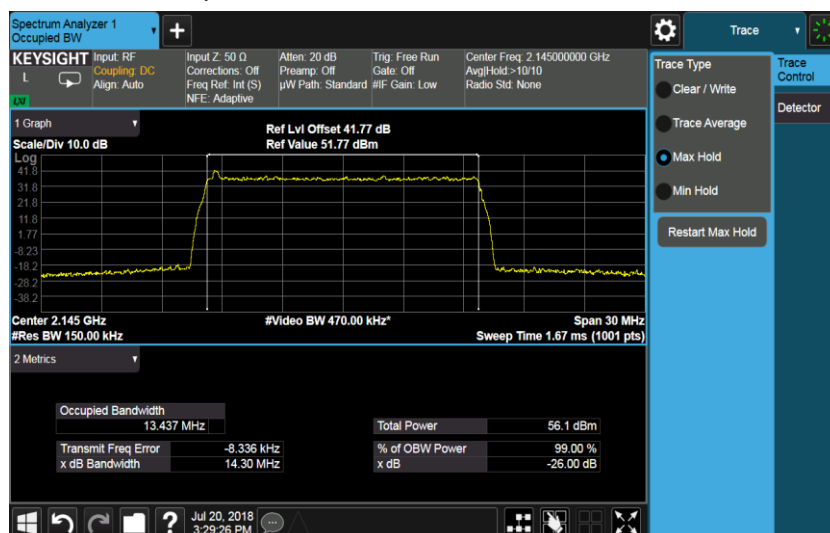 Spectrum Analyzer 1
Occupied BW
+
Trace
KEYSIGHT
L
LXI
Input: RF
Coupling: DC
Align: Auto
Input Z: 50 Ω
Corrections: Off
Freq Ref: Int (S)
NFE: Adaptive
Atten: 20 dB
Preamp: Off
µW Path: Standard
Trig: Free Run
Gate: Off
#IF Gain: Low
Center Freq: 2.145000000 GHz
Avg|Hold:>10/10
Radio Std: None
Trace Type
Clear / Write
Trace Average
Max Hold
Min Hold
Restart Max Hold
Trace
Control
Detector
1 Graph
Scale/Div 10.0 dB
Ref Lvl Offset 41.77 dB
Ref Value 51.77 dBm
Log
41.8
31.8
21.8
11.8
1.77
-8.23
-18.2
-28.2
-38.2
Center 2.145 GHz
#Res BW 150.00 kHz
#Video BW 470.00 kHz*
Span 30 MHz
Sweep Time 1.67 ms (1001 pts)
2 Metrics
Occupied Bandwidth
13.437 MHz
Total Power 56.1 dBm
Transmit Freq Error -8.336 kHz
% of OBW Power 99.00 %
x dB Bandwidth 14.30 MHz
x dB -26.00 dB
?
Jul 20, 2018
3:29:26 PM